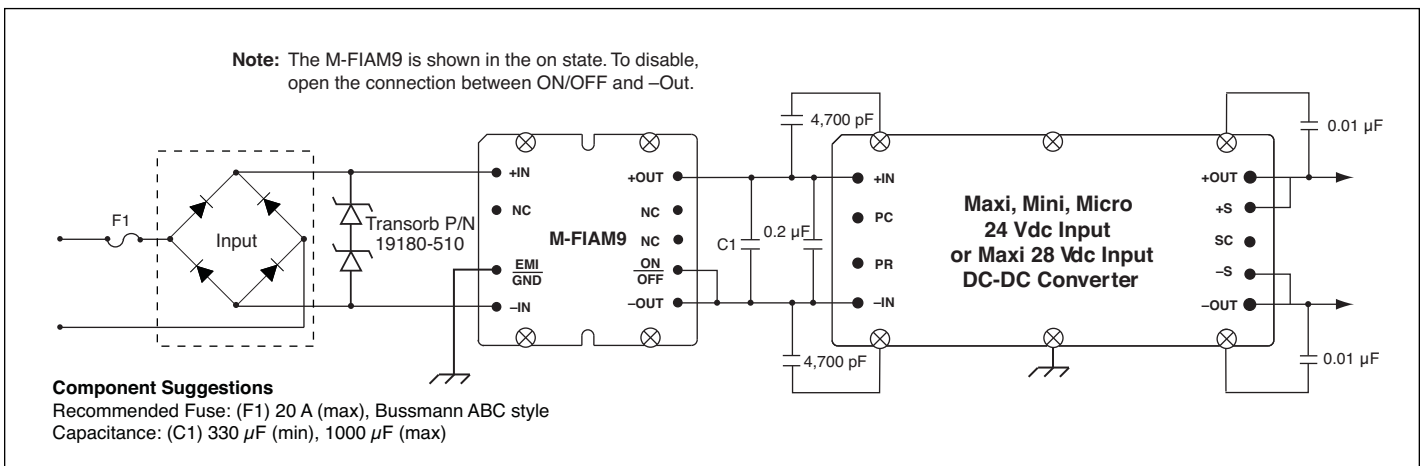 Note: The M-FIAM9 is shown in the on state. To disable,
open the connection between ON/OFF and –Out.
F1
Input
Transorb P/N
19180-510
+IN
NC
EMI
GND
–IN
M-FIAM9
+OUT
NC
NC
ON
OFF
–OUT
C1
0.2 µF
4,700 pF
4,700 pF
+IN
PC
PR
–IN
Maxi, Mini, Micro
24 Vdc Input
or Maxi 28 Vdc Input
DC-DC Converter
+OUT
+S
SC
–S
–OUT
0.01 µF
0.01 µF
Component Suggestions
Recommended Fuse: (F1) 20 A (max), Bussmann ABC style
Capacitance: (C1) 330 µF (min), 1000 µF (max)